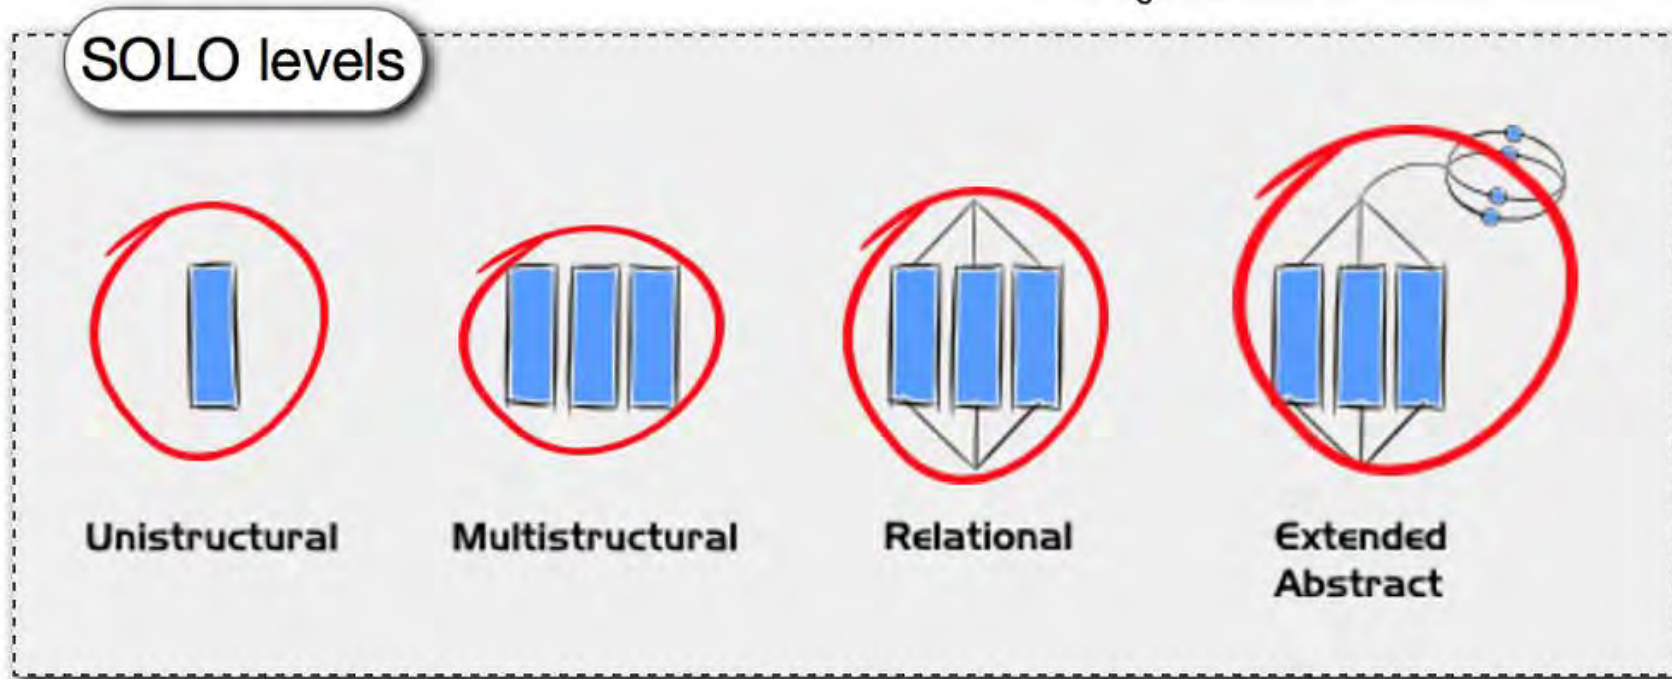 SOLO levels
Unistructural
Multistructural
Relational
Extended
Abstract